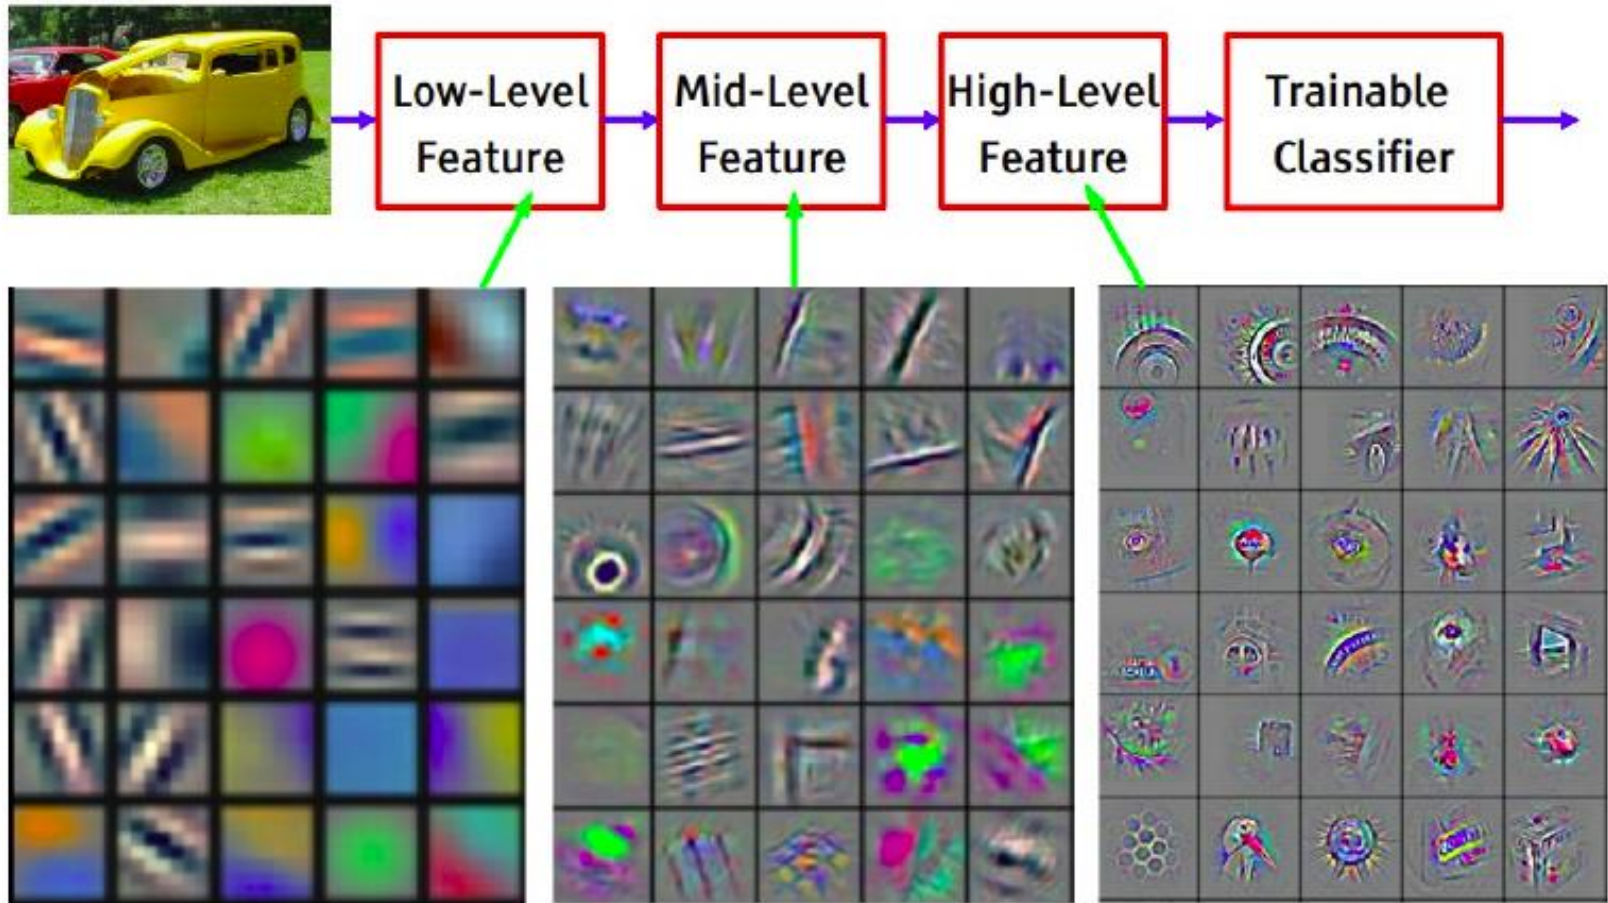 Low-Level
Feature
Mid-Level
Feature
High-Level
Feature
Trainable
Classifier